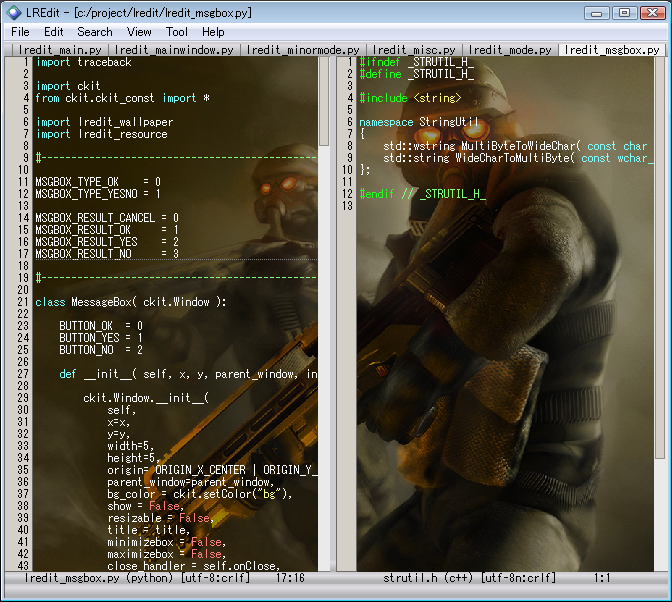 LREdit - [c:/project/lredit/lredit_msgbox.py]
File Edit Search View Tool Help
lredit_main.py lredit_mainwindow.py lredit_minormode.py lredit_misc.py lredit_mode.py lredit_msgbox.py
1 import traceback
2
3 import ckit
4 from ckit.ckit_const import *
5
6 import lredit_wallpaper
7 import lredit_resource
8
9 #--------------------------------------------------
10
11 MSGBOX_TYPE_OK    = 0
12 MSGBOX_TYPE_YESNO = 1
13
14 MSGBOX_RESULT_CANCEL = 0
15 MSGBOX_RESULT_OK     = 1
16 MSGBOX_RESULT_YES    = 2
17 MSGBOX_RESULT_NO     = 3
18
19 #--------------------------------------------------
20
21 class MessageBox( ckit.Window ):
22
23     BUTTON_OK  = 0
24     BUTTON_YES = 1
25     BUTTON_NO  = 2
26
27     def __init__( self, x, y, parent_window, in
28
29         ckit.Window.__init__(
30             self,
31             x=x,
32             y=y,
33             width=5,
34             height=5,
35             origin= ORIGIN_X_CENTER | ORIGIN_Y_
36             parent_window=parent_window,
37             bg_color = ckit.getColor("bg"),
38             show = False,
39             resizable = False,
40             title = title,
41             minimizebox = False,
42             maximizebox = False,
43             close_handler = self.onClose,
lredit_msgbox.py (python) [utf-8:crlf] 17:16
1 #ifndef _STRUTIL_H_
2 #define _STRUTIL_H_
3
4 #include <string>
5
6 namespace StringUtil
7 {
8     std::wstring MultiByteToWideChar( const char
9     std::string WideCharToMultiByte( const wchar_
10 };
11
12 #endif // _STRUTIL_H_
13
strutil.h (c++) [utf-8n:crlf] 1:1